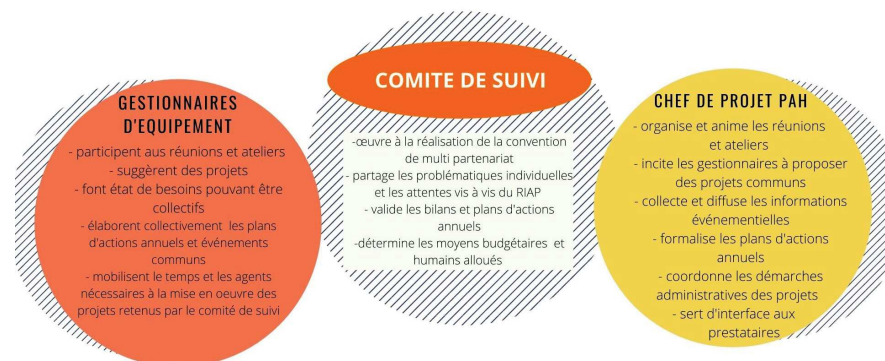 GESTIONNAIRES
D'EQUIPEMENT
- participent aus réunions et ateliers
- suggèrent des projets
- font état de besoins pouvant être
collectifs
- élaborent collectivement les plans
d'actions annuels et événements
communs
- mobilisent le temps et les agents
nécessaires à la mise en oeuvre des
projets retenus par le comité de suivi
COMITE DE SUIVI
-œuvre à la réalisation de la convention
de multi partenariat
- partage les problématiques individuelles
et les attentes vis à vis du RIAP
- valide les bilans et plans d'actions
annuels
-détermine les moyens budgétaires et
humains alloués
CHEF DE PROJET PAH
- organise et anime les réunions
et ateliers
- incite les gestionnaires à proposer
des projets communs
- collecte et diffuse les informations
événementielles
- formalise les plans d'actions
annuels
- coordonne les démarches
administratives des projets
- sert d'interface aux
prestataires